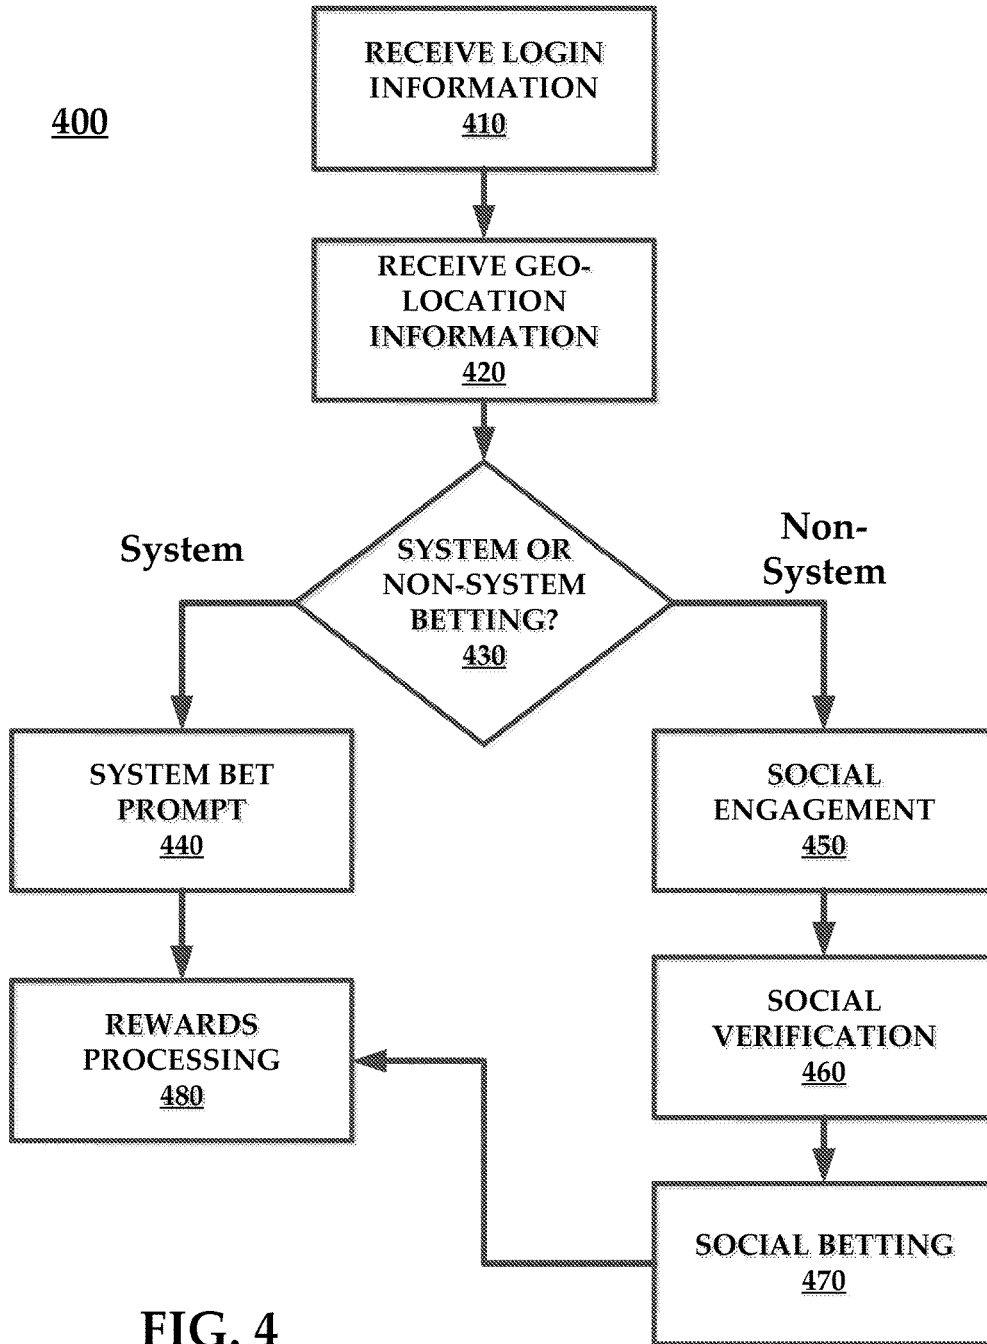 RECEIVE LOGIN
INFORMATION
410
400
RECEIVE GEO-
LOCATION
INFORMATION
420
System
Non-
System
SYSTEM OR
NON-SYSTEM
BETTING?
430
SYSTEM BET
PROMPT
440
SOCIAL
ENGAGEMENT
450
REWARDS
PROCESSING
480
SOCIAL
VERIFICATION
460
SOCIAL BETTING
470
FIG. 4